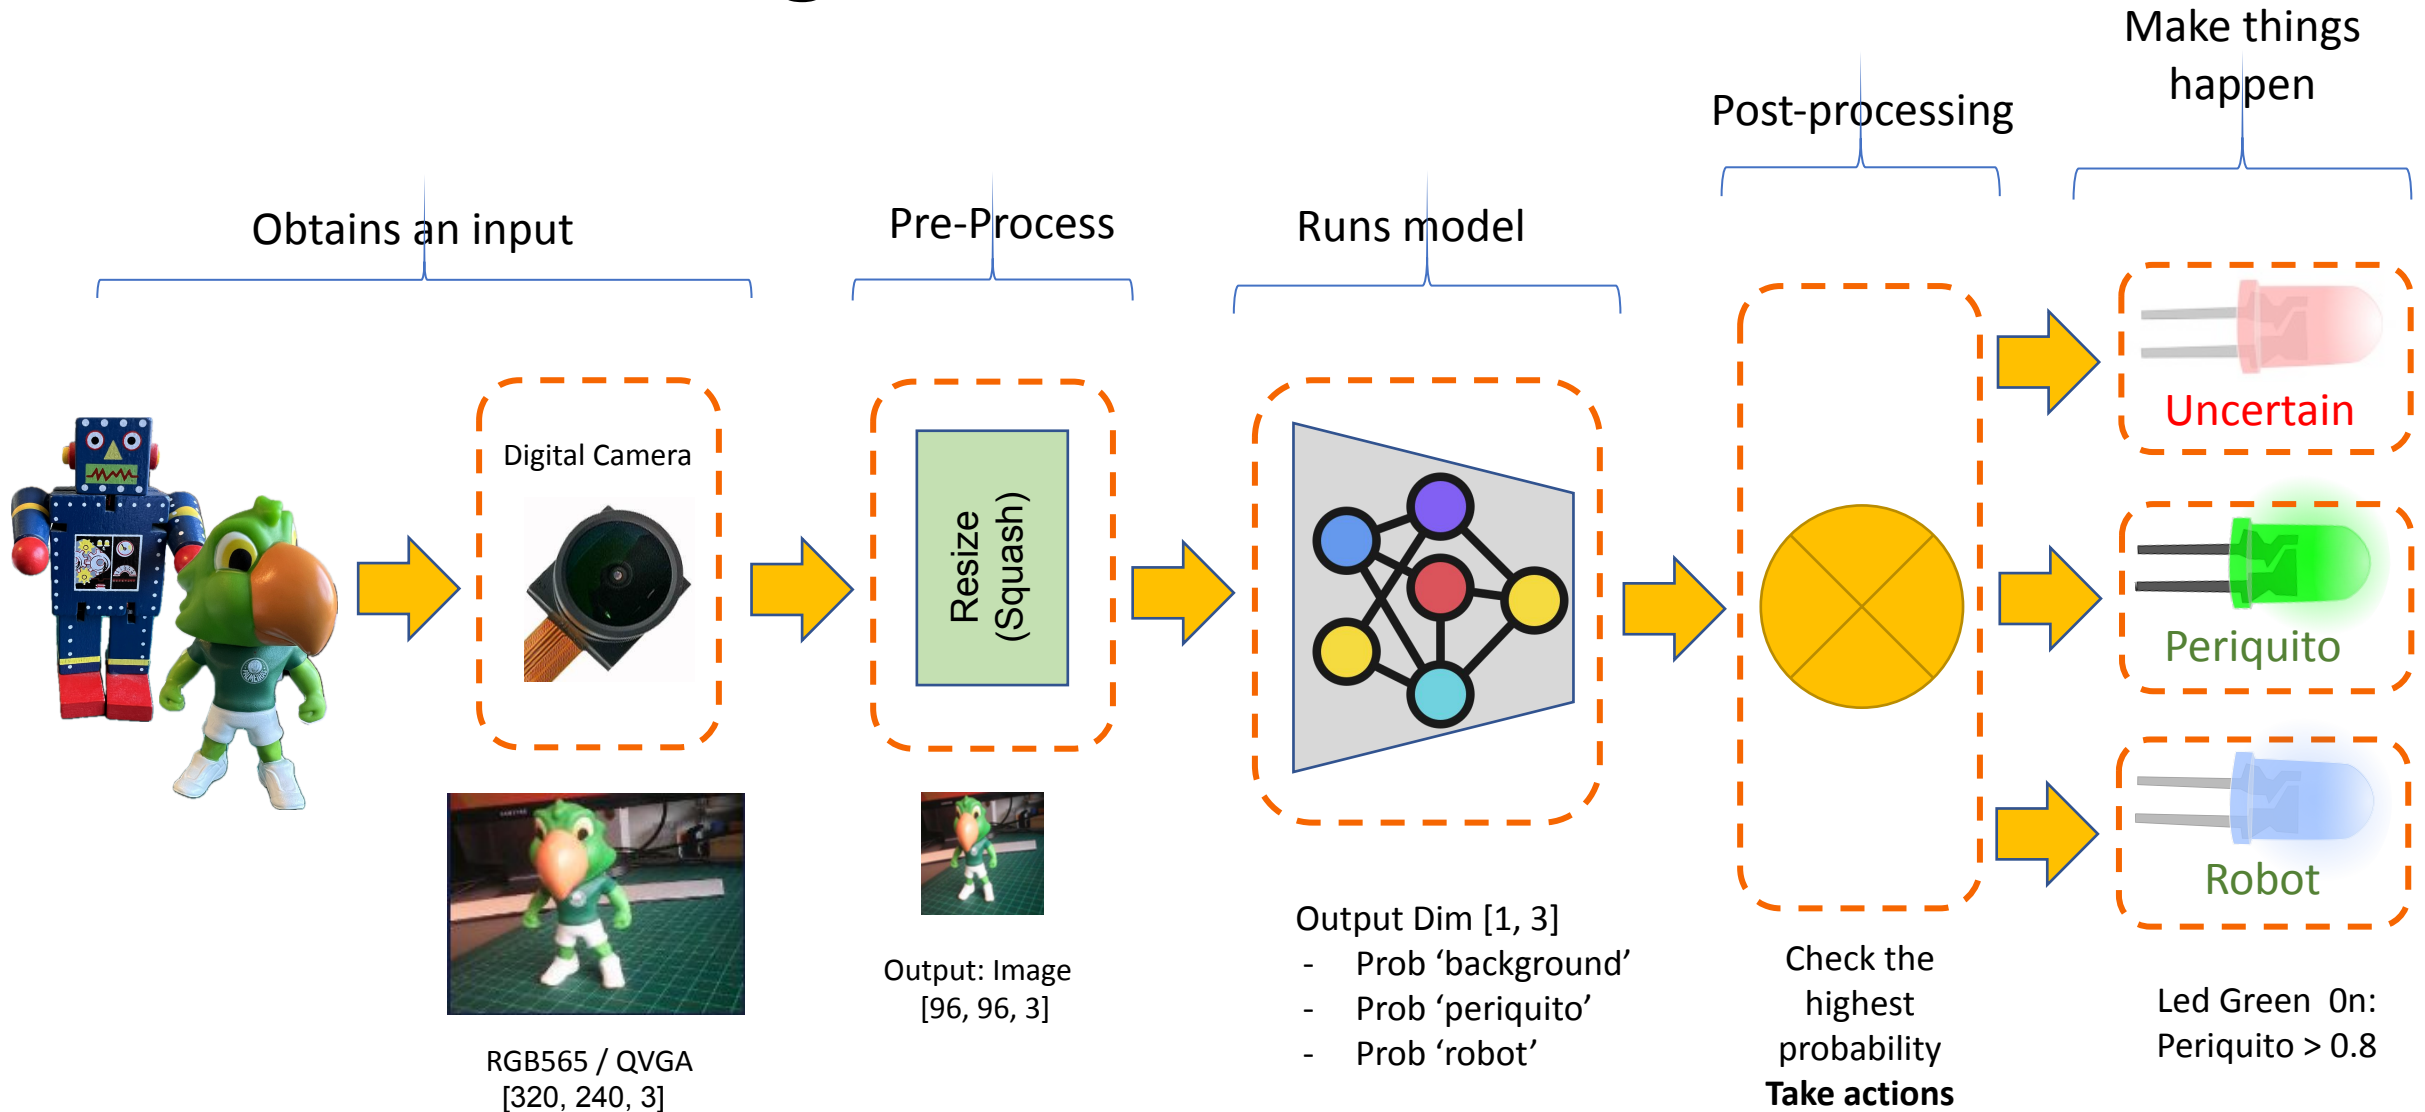 Make things
happen
Post-processing
Obtains an input
Pre-Process
Runs model
Digital Camera
Resize
(Squash)
Uncertain
Periquito
Robot
RGB565 / QVGA
[320, 240, 3]
Output: Image
[96, 96, 3]
Output Dim [1, 3]
- Prob ‘background’
- Prob ‘periquito’
- Prob ‘robot’
Check the
highest
probability
Take actions
Led Green 0n:
Periquito > 0.8